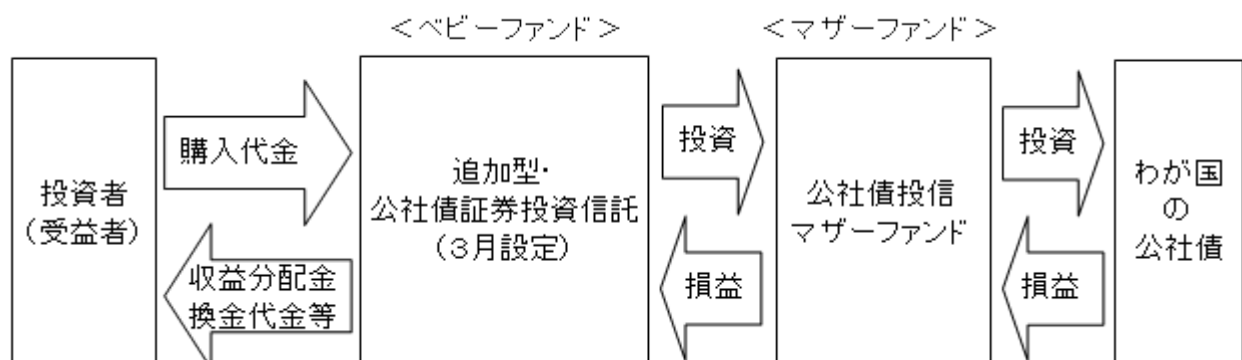 ＜ベビーファンド＞
＜マザーファンド＞
投資者
（受益者）
購入代金
収益分配金
換金代金等
追加型・
公社債証券投資信託
（３月設定）
投資
損益
公社債投信
マザーファンド
投資
損益
わが国
の
公社債